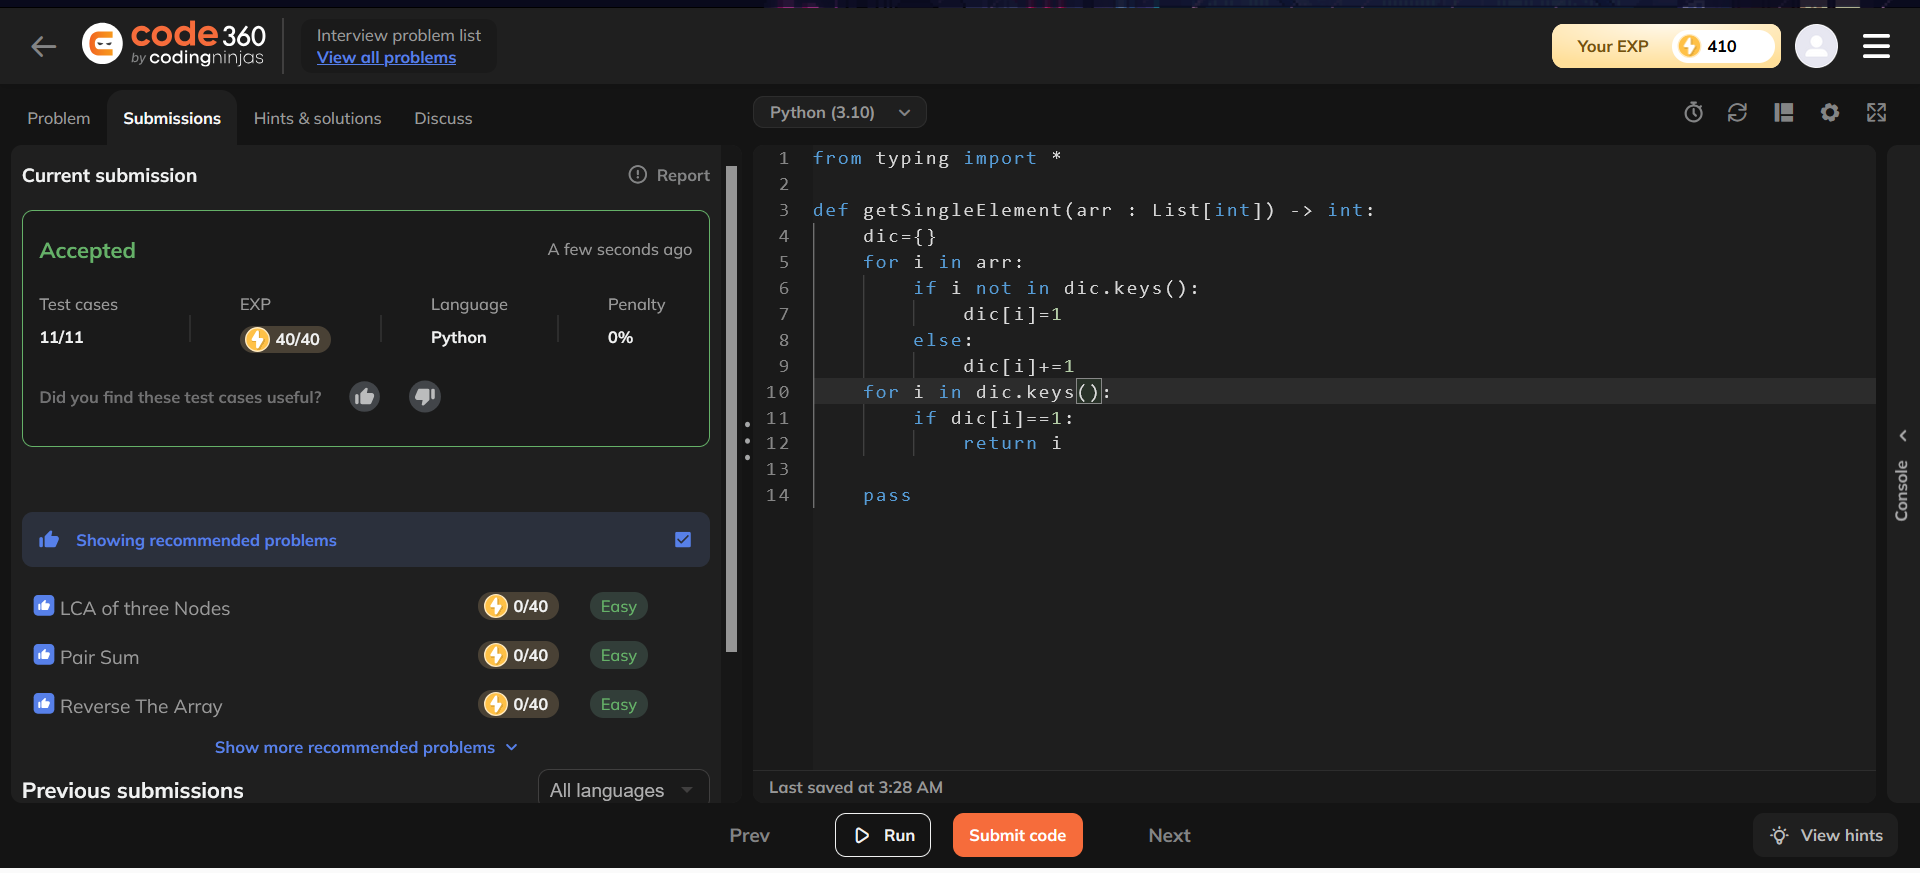 code 360
by codingninjas
Interview problem list
View all problems
Your EXP 410
Problem Submissions Hints & solutions Discuss
Python (3.10)
Current submission Report
Accepted A few seconds ago
Test cases EXP Language Penalty
11/11 40/40 Python 0%
Did you find these test cases useful?
Showing recommended problems
LCA of three Nodes 0/40 Easy
Pair Sum 0/40 Easy
Reverse The Array 0/40 Easy
Show more recommended problems
Previous submissions All languages
1 from typing import *
2
3 def getSingleElement(arr : List[int]) -> int:
4     dic={}
5     for i in arr:
6         if i not in dic.keys():
7             dic[i]=1
8         else:
9             dic[i]+=1
10     for i in dic.keys():
11         if dic[i]==1:
12             return i
13
14     pass
Console
Last saved at 3:28 AM
Prev Run Submit code Next View hints